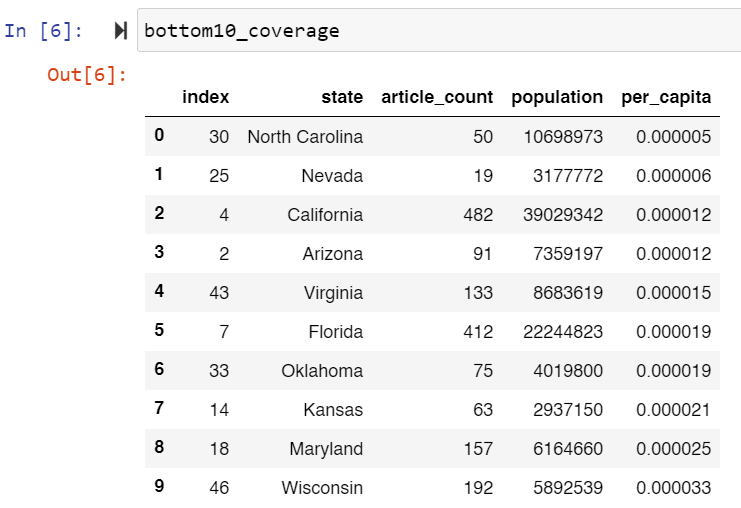 In [6]: bottom10_coverage
Out[6]:
index state article_count population per_capita
0 30 North Carolina 50 10698973 0.000005
1 25 Nevada 19 3177772 0.000006
2 4 California 482 39029342 0.000012
3 2 Arizona 91 7359197 0.000012
4 43 Virginia 133 8683619 0.000015
5 7 Florida 412 22244823 0.000019
6 33 Oklahoma 75 4019800 0.000019
7 14 Kansas 63 2937150 0.000021
8 18 Maryland 157 6164660 0.000025
9 46 Wisconsin 192 5892539 0.000033